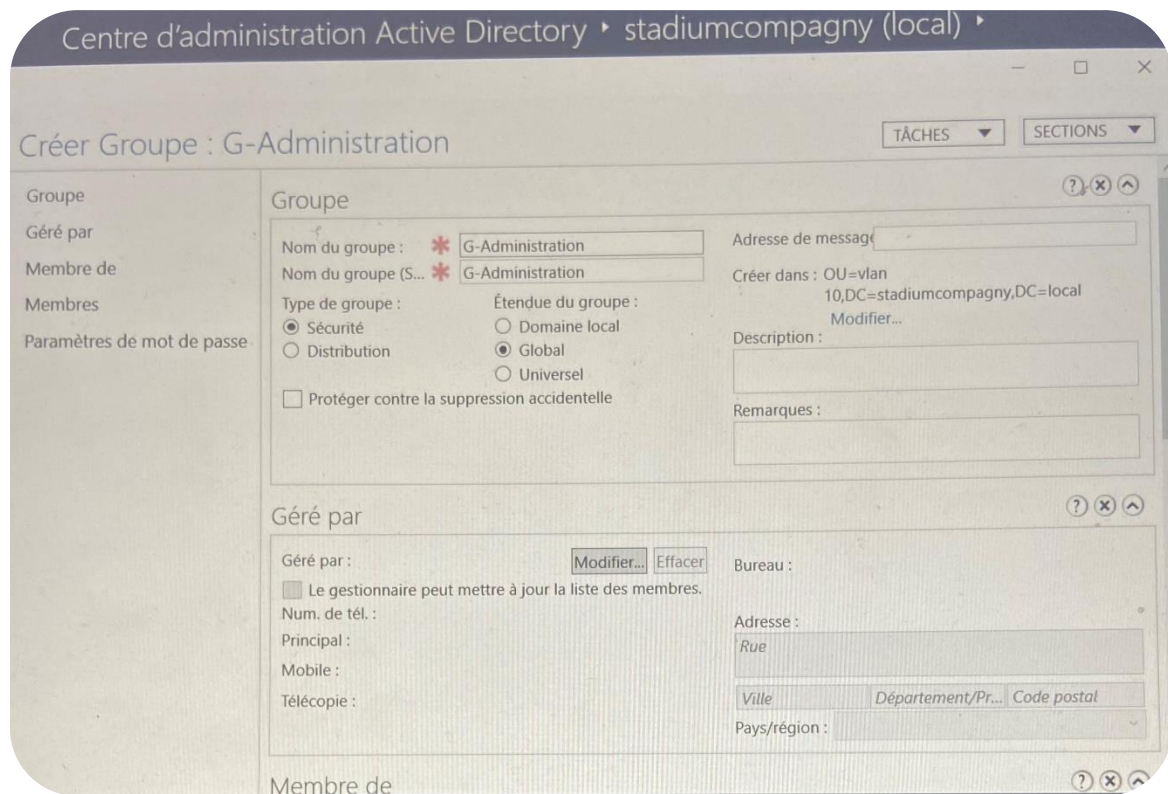 Centre d'administration Active Directory ‣ stadiumcompagny (local) ‣
Créer Groupe : G-Administration
TÂCHES
SECTIONS
Groupe
Géré par
Membre de
Membres
Paramètres de mot de passe
Groupe
Nom du groupe : G-Administration
Nom du groupe (S... G-Administration
Type de groupe :
Sécurité
Distribution
Étendue du groupe :
Domaine local
Global
Universel
Protéger contre la suppression accidentelle
Adresse de message
Créer dans : OU=vlan
10,DC=stadiumcompagny,DC=local
Modifier...
Description :
Remarques :
Géré par
Géré par : Modifier... Effacer
Le gestionnaire peut mettre à jour la liste des membres.
Num. de tél. :
Principal :
Mobile :
Télécopie :
Bureau :
Adresse :
Rue
Ville Département/Pr... Code postal
Pays/région :
Membre de